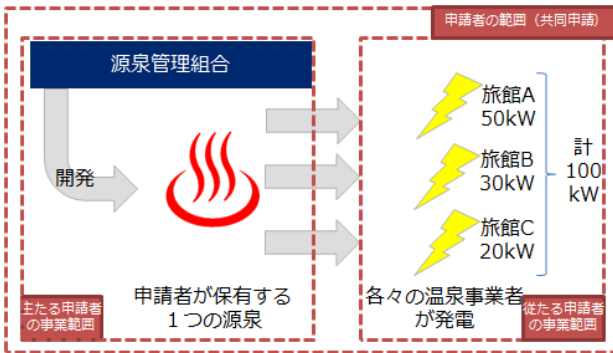 申請者の範囲（共同申請）
源泉管理組合
開発
旅館A
50kW
旅館B
30kW
旅館C
20kW
計
100
kW
申請者が保有する
１つの源泉
各々の温泉事業者
が発電
主たる申請者
の事業範囲
従たる申請者
の事業範囲